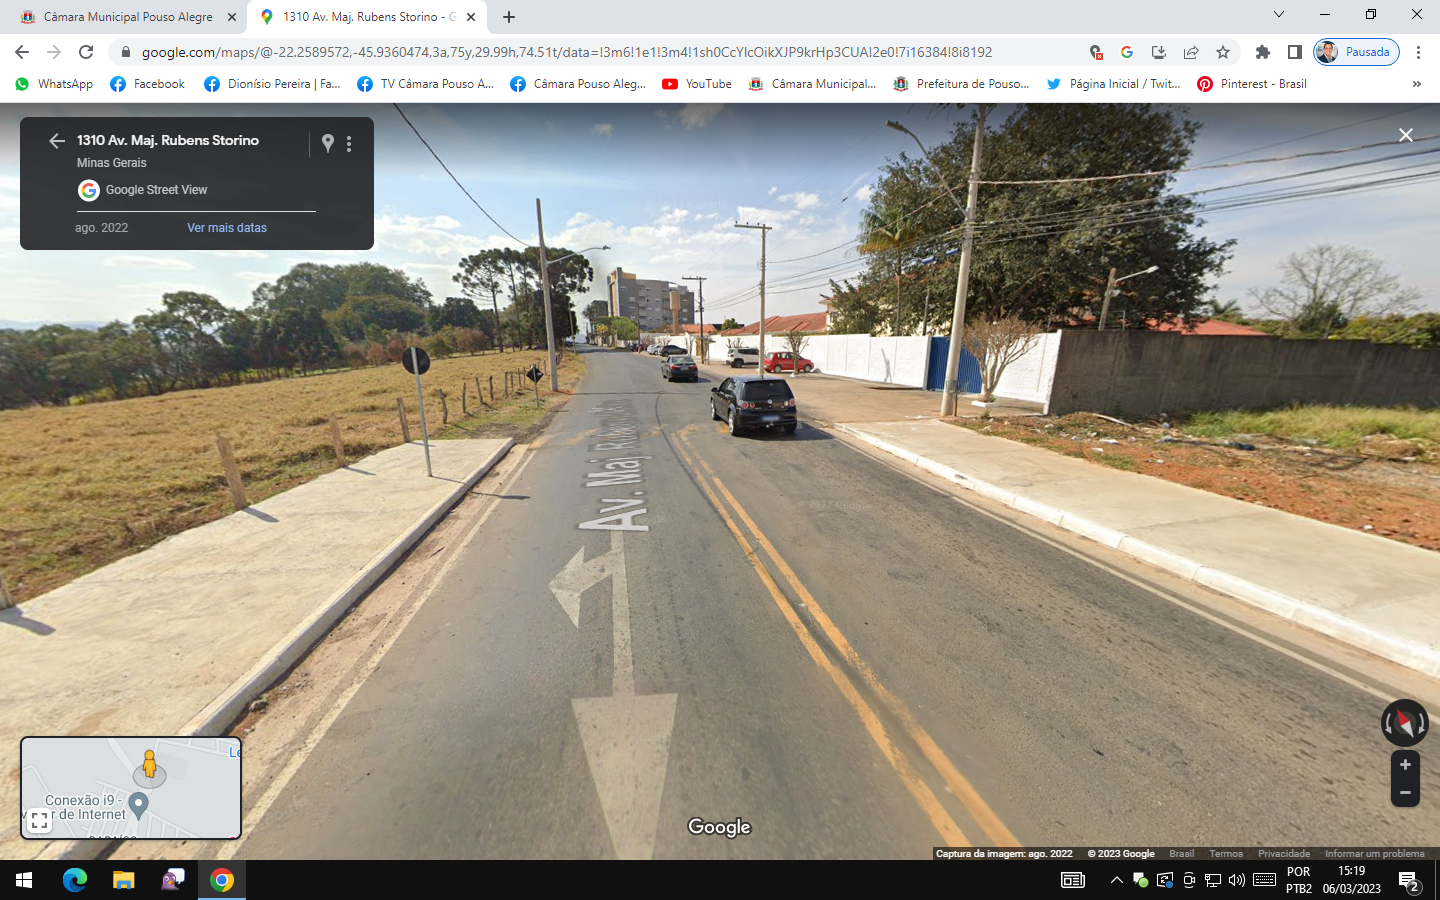 Câmara Municipal Pouso Alegre
1310 Av. Maj. Rubens Storino - G
google.com/maps/@-22.2589572,-45.9360474,3a,75y,29.99h,74.51t/data=!3m6!1e1!3m4!1sh0CcYIcOikXJP9krHp3CUA!2e0!7i16384!8i8192
Pausada
WhatsApp
Facebook
Dionísio Pereira | Fa...
TV Câmara Pouso A...
Câmara Pouso Aleg...
YouTube
Câmara Municipal...
Prefeitura de Pouso...
Página Inicial / Twit...
Pinterest - Brasil
1310 Av. Maj. Rubens Storino
Minas Gerais
Google Street View
ago. 2022
Ver mais datas
Av. Maj. Rubens
Conexão i9 -
r de Internet
Google
Captura da imagem: ago. 2022
© 2023 Google
Brasil
Termos
Privacidade
Informar um problema
POR
PTB2
15:19
06/03/2023
2